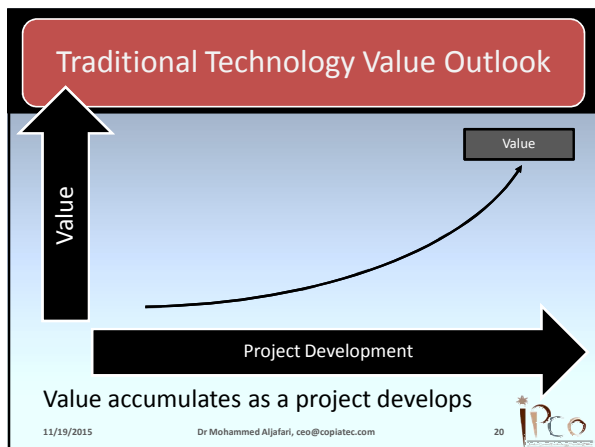 Traditional Technology Value Outlook
Value
Value
Project Development
Value accumulates as a project develops
11/19/2015
Dr Mohammed Aljafari, ceo@copiatec.com
20
IPCO